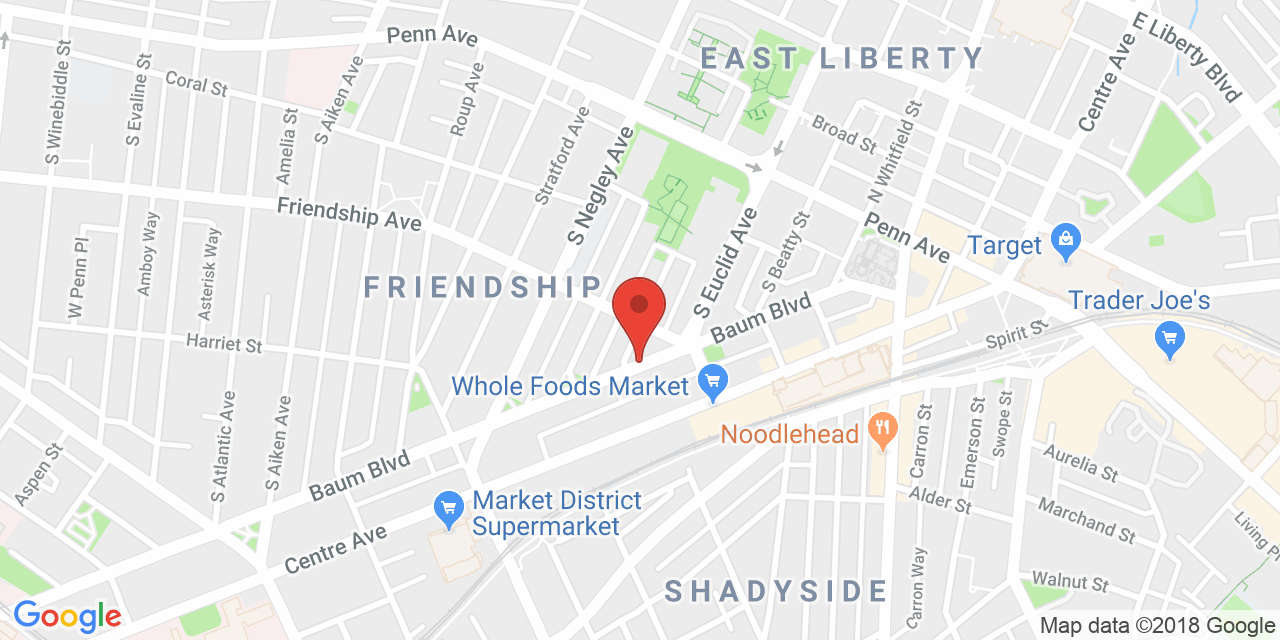 Penn Ave
EAST LIBERTY
E Liberty Blvd
Centre Ave
Coral St
S Winebiddle St
S Evaline St
Amelia St
S Aiken Ave
Roup Ave
Stratford Ave
S Negley Ave
Broad St
N Whitfield St
Friendship Ave
W Penn Pl
Amboy Way
Asterisk Way
FRIENDSHIP
S Euclid Ave
S Beatty St
Penn Ave
Target
Trader Joe's
Baum Blvd
Spirit St
Harriet St
Whole Foods Market
Noodlehead
S Atlantic Ave
S Aiken Ave
Carron St
Emerson St
Swope St
Aspen St
Baum Blvd
Aurelia St
Market District
Supermarket
Alder St
Marchand St
Living Pl
Centre Ave
SHADYSIDE
Carron Way
Walnut St
Google
Map data ©2018 Google